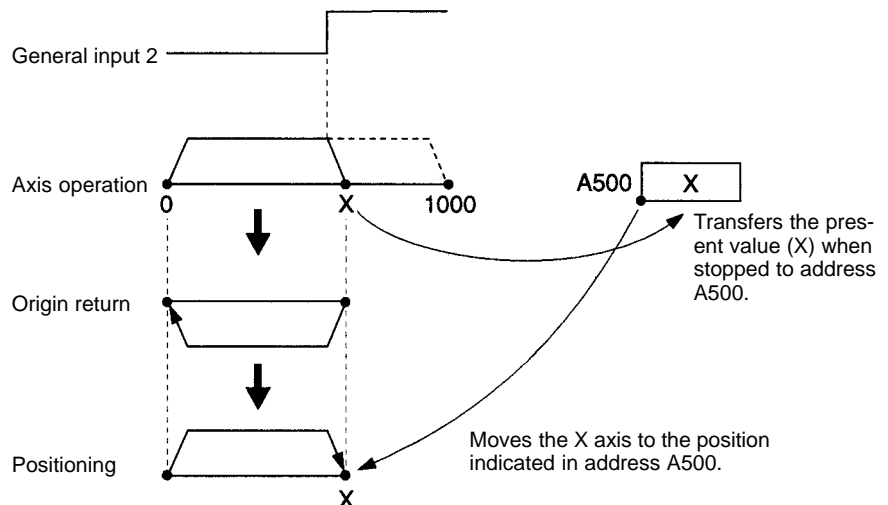 General input 2
Axis operation
0
X
1000
A500
X
Transfers the pres-
ent value (X) when
stopped to address
A500.
Origin return
Moves the X axis to the position
indicated in address A500.
Positioning
X